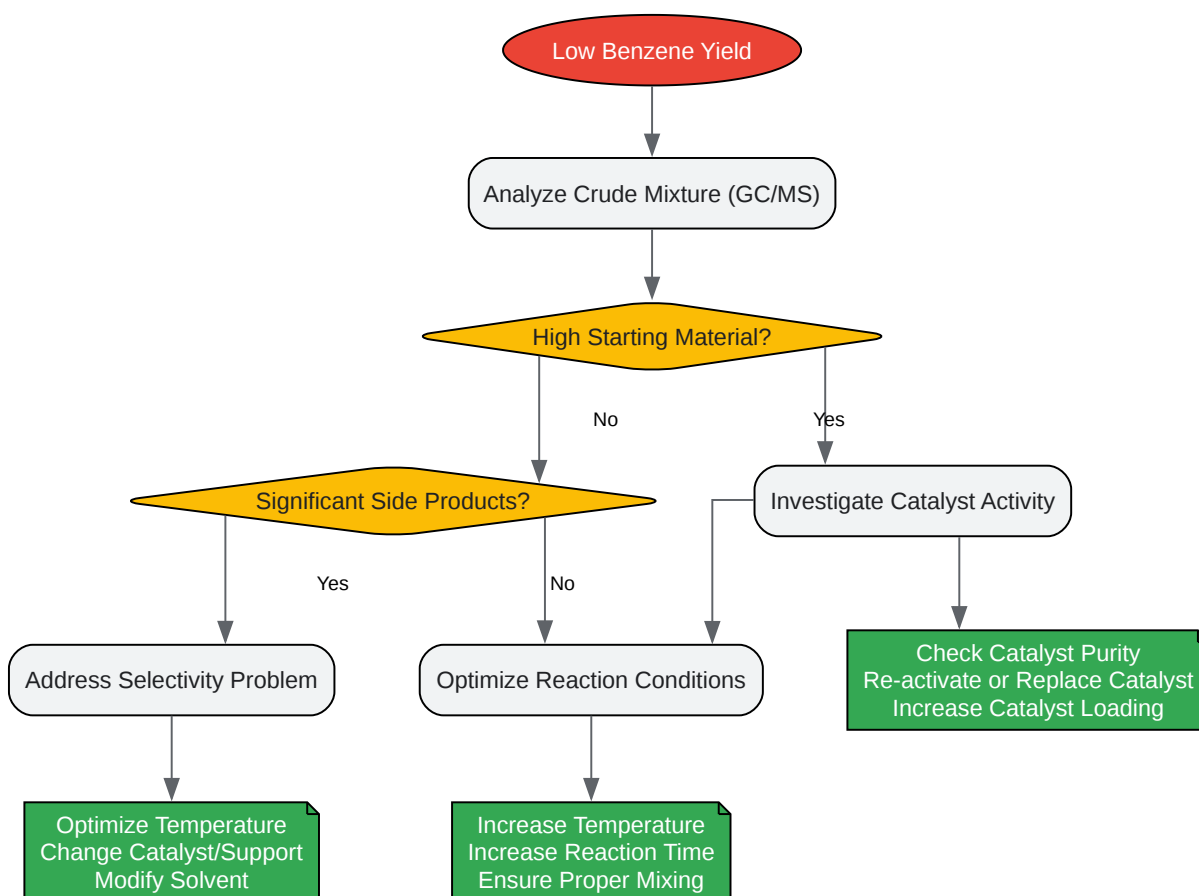 Low Benzene Yield
Analyze Crude Mixture (GC/MS)
High Starting Material?
No
Yes
Significant Side Products?
Investigate Catalyst Activity
Yes
No
Address Selectivity Problem
Optimize Reaction Conditions
Check Catalyst Purity
Re-activate or Replace Catalyst
Increase Catalyst Loading
Optimize Temperature
Change Catalyst/Support
Modify Solvent
Increase Temperature
Increase Reaction Time
Ensure Proper Mixing